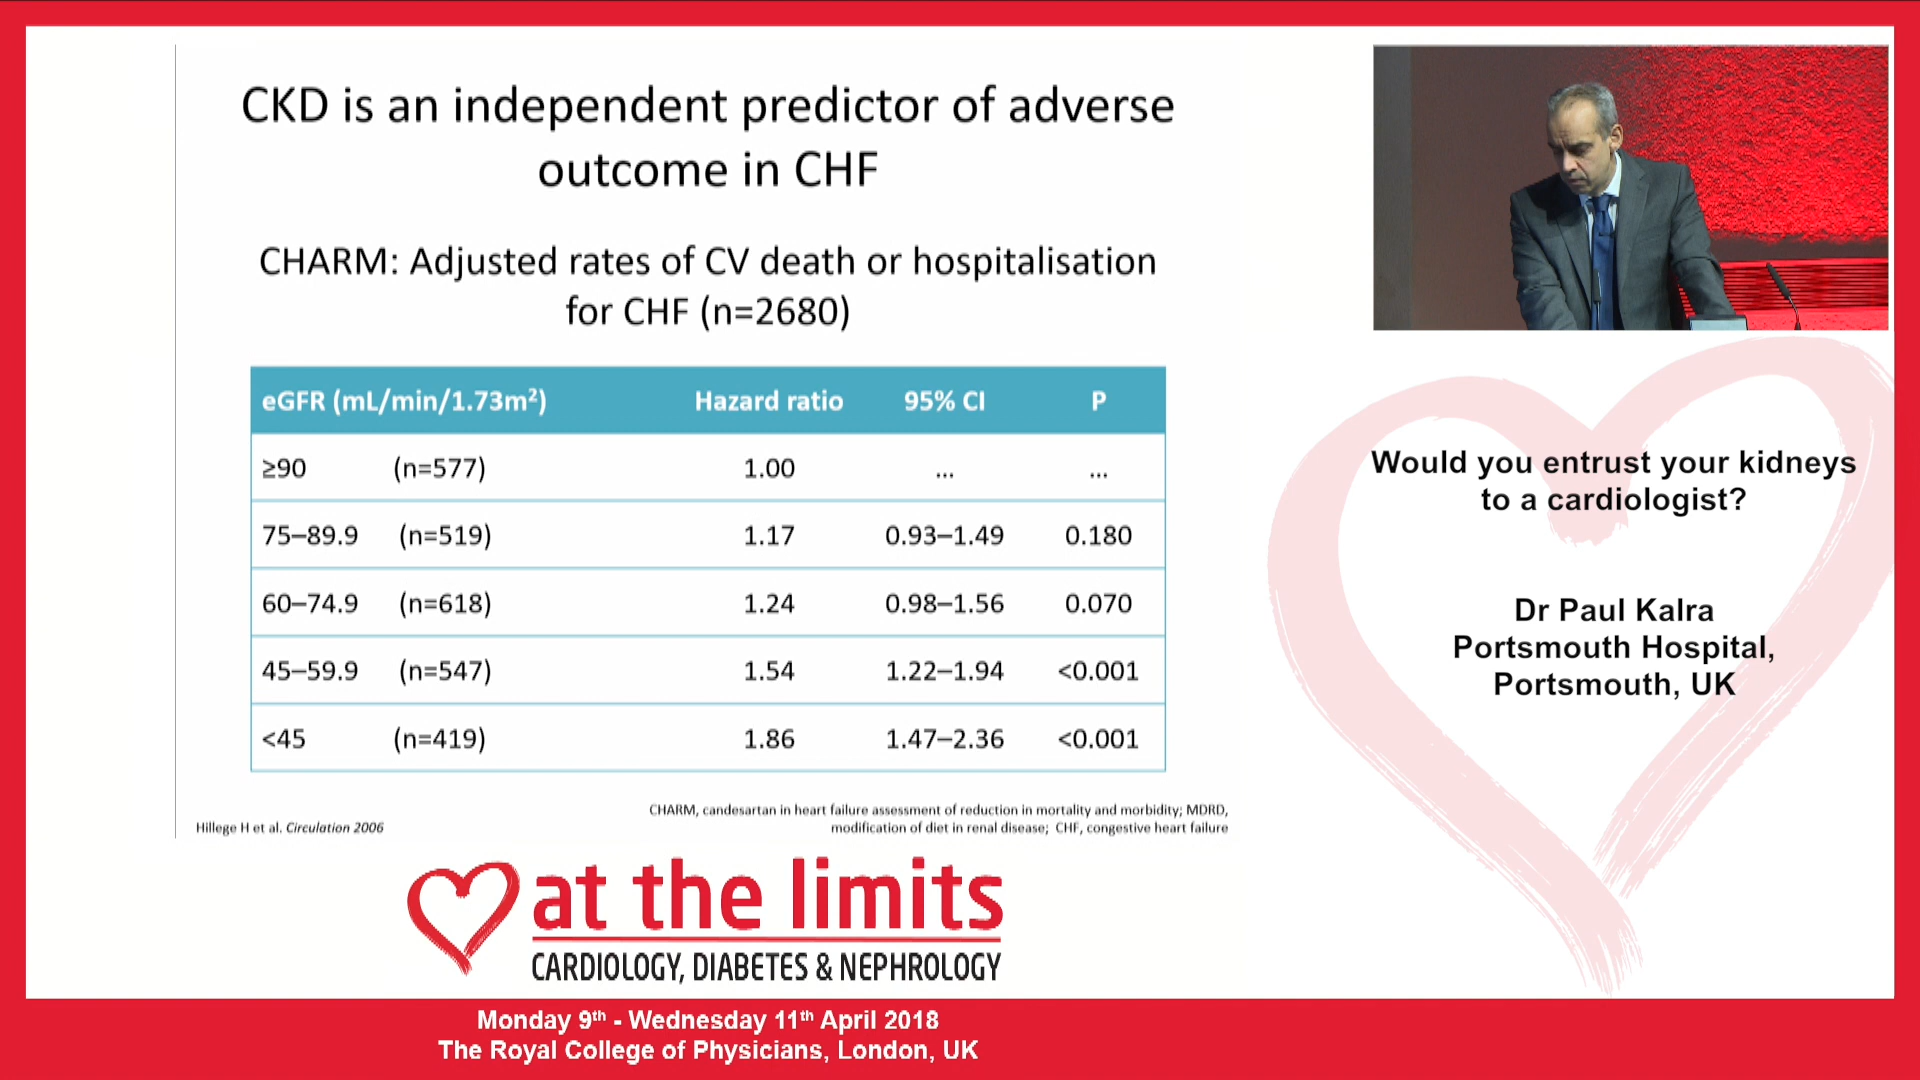 CKD is an independent predictor of adverse
outcome in CHF
CHARM: Adjusted rates of CV death or hospitalisation
for CHF (n=2680)
eGFR (mL/min/1.73m²) Hazard ratio 95% CI P
≥90 (n=577) 1.00 ... ...
75–89.9 (n=519) 1.17 0.93–1.49 0.180
60–74.9 (n=618) 1.24 0.98–1.56 0.070
45–59.9 (n=547) 1.54 1.22–1.94 <0.001
<45 (n=419) 1.86 1.47–2.36 <0.001
CHARM, candesartan in heart failure assessment of reduction in mortality and morbidity; MDRD,
modification of diet in renal disease; CHF, congestive heart failure
Hillege H et al. Circulation 2006
Would you entrust your kidneys
to a cardiologist?
Dr Paul Kalra
Portsmouth Hospital,
Portsmouth, UK
at the limits
CARDIOLOGY, DIABETES & NEPHROLOGY
Monday 9th - Wednesday 11th April 2018
The Royal College of Physicians, London, UK